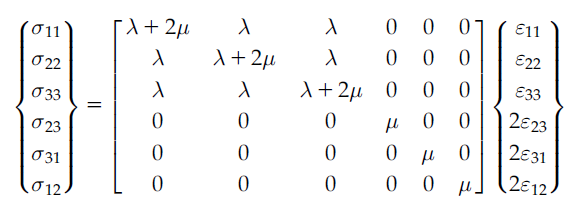 σ11 λ + 2μ λ λ 0 0 0 ε11
σ22 λ λ + 2μ λ 0 0 0 ε22
σ33 λ λ λ + 2μ 0 0 0 ε33
σ23 = 0 0 0 μ 0 0 2ε23
σ31 0 0 0 0 μ 0 2ε31
σ12 0 0 0 0 0 μ 2ε12